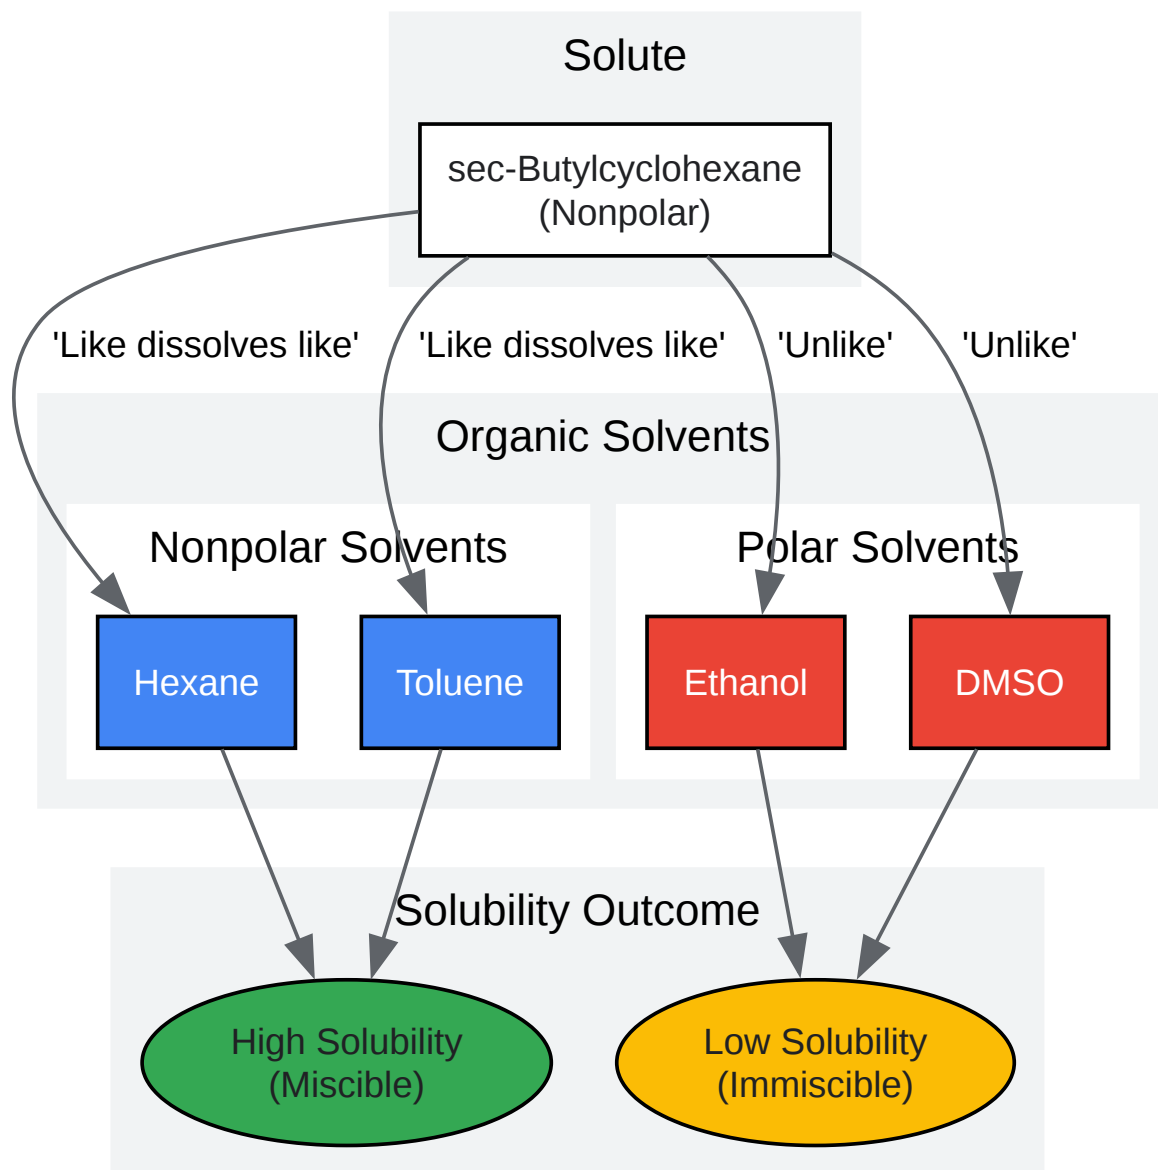 Solute
sec-Butylcyclohexane
(Nonpolar)
'Like dissolves like'
'Like dissolves like'
'Unlike'
'Unlike'
Organic Solvents
Nonpolar Solvents
Polar Solvents
Hexane
Toluene
Ethanol
DMSO
Solubility Outcome
High Solubility
(Miscible)
Low Solubility
(Immiscible)